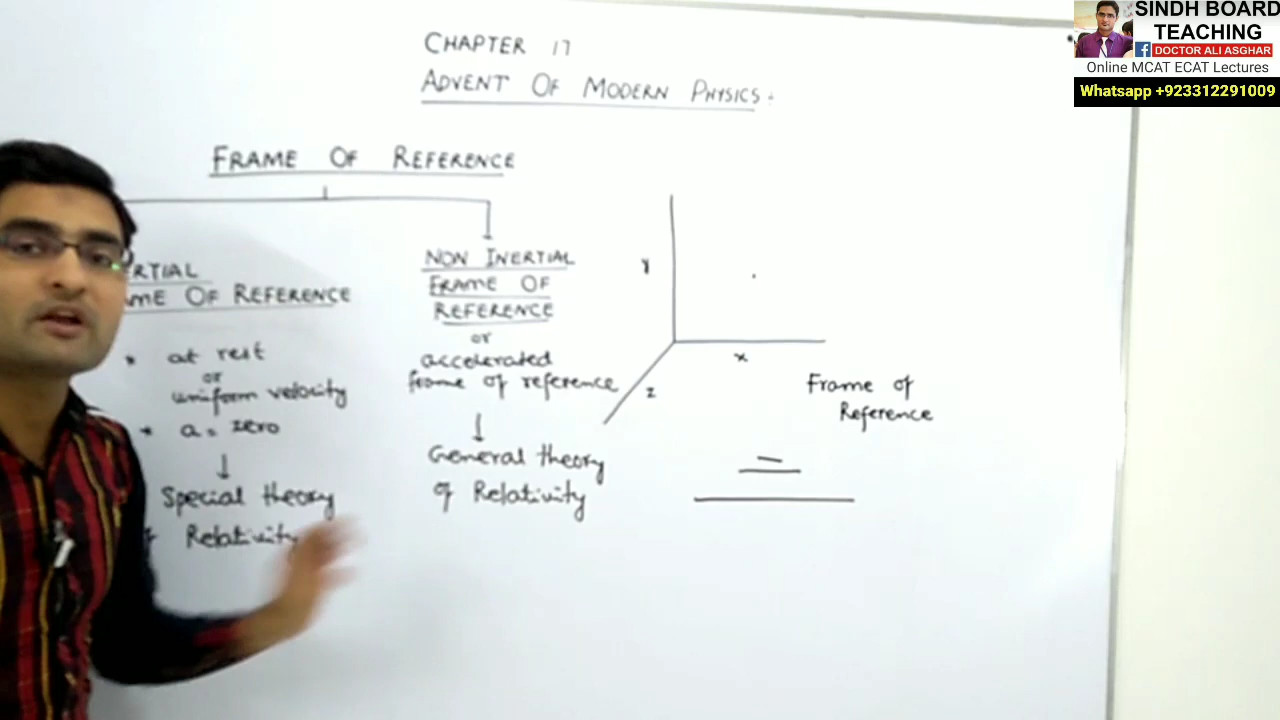 SINDH BOARD
TEACHING
DOCTOR ALI ASGHAR
Online MCAT ECAT Lectures
Whatsapp +923312291009
CHAPTER 17
ADVENT OF MODERN PHYSICS.
FRAME OF REFERENCE
RTIAL
ME OF REFERENCE
* at rest
or
uniform velocity
* a = zero
↓
Special theory
Relativity
NON INERTIAL
FRAME OF
REFERENCE
or
accelerated
frame of reference
↓
General theory
of Relativity
Y
x
z
Frame of
Reference